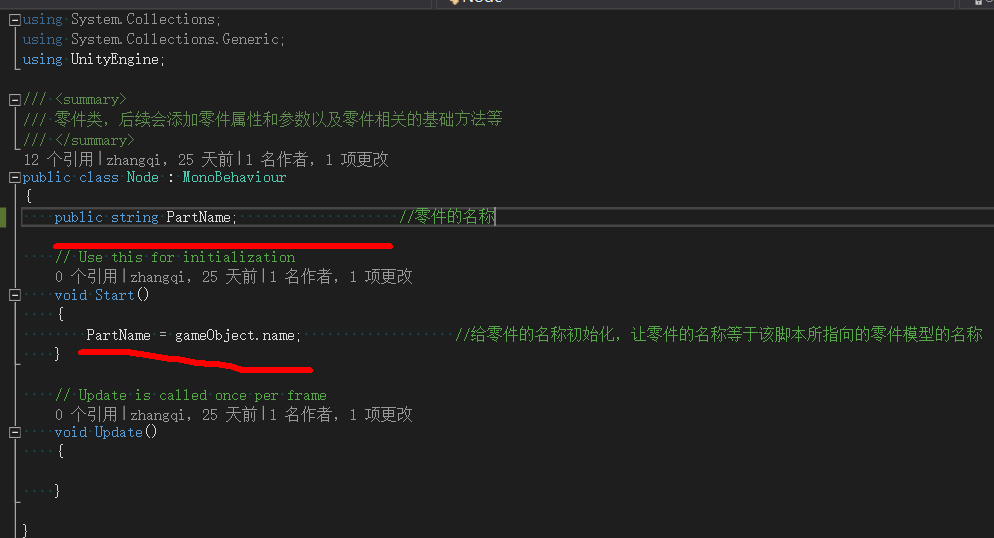 using System.Collections;
using System.Collections.Generic;
using UnityEngine;
/// <summary>
/// 零件类，后续会添加零件属性和参数以及零件相关的基础方法等
/// </summary>
12 个引用|zhangqi，25 天前|1 名作者，1 项更改
public class Node : MonoBehaviour
{
public string PartName; //零件的名称
// Use this for initialization
0 个引用|zhangqi，25 天前|1 名作者，1 项更改
void Start()
{
PartName = gameObject.name; //给零件的名称初始化，让零件的名称等于该脚本所指向的零件模型的名称
}
// Update is called once per frame
0 个引用|zhangqi，25 天前|1 名作者，1 项更改
void Update()
{
}
}